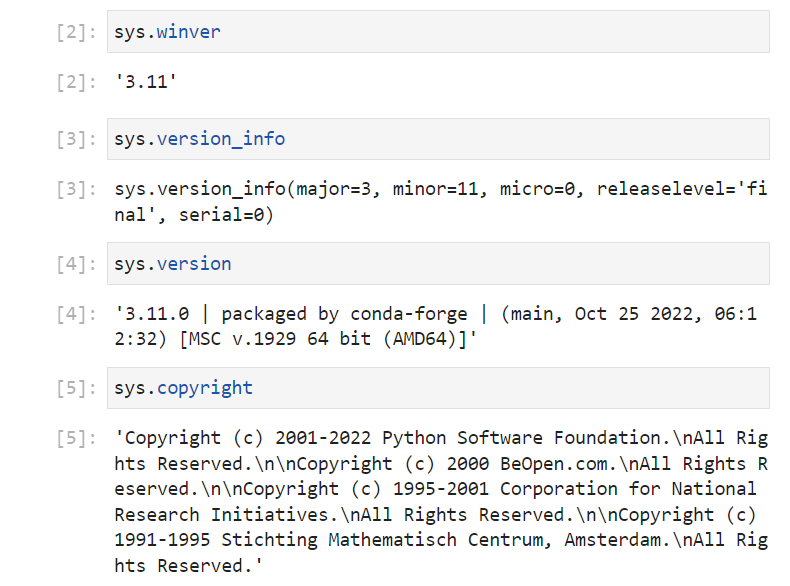 [2]: sys.winver
[2]: '3.11'
[3]: sys.version_info
[3]: sys.version_info(major=3, minor=11, micro=0, releaselevel='fi
nal', serial=0)
[4]: sys.version
[4]: '3.11.0 | packaged by conda-forge | (main, Oct 25 2022, 06:1
2:32) [MSC v.1929 64 bit (AMD64)]'
[5]: sys.copyright
[5]: 'Copyright (c) 2001-2022 Python Software Foundation.\nAll Rig
hts Reserved.\n\nCopyright (c) 2000 BeOpen.com.\nAll Rights R
eserved.\n\nCopyright (c) 1995-2001 Corporation for National
Research Initiatives.\nAll Rights Reserved.\n\nCopyright (c)
1991-1995 Stichting Mathematisch Centrum, Amsterdam.\nAll Rig
hts Reserved.'